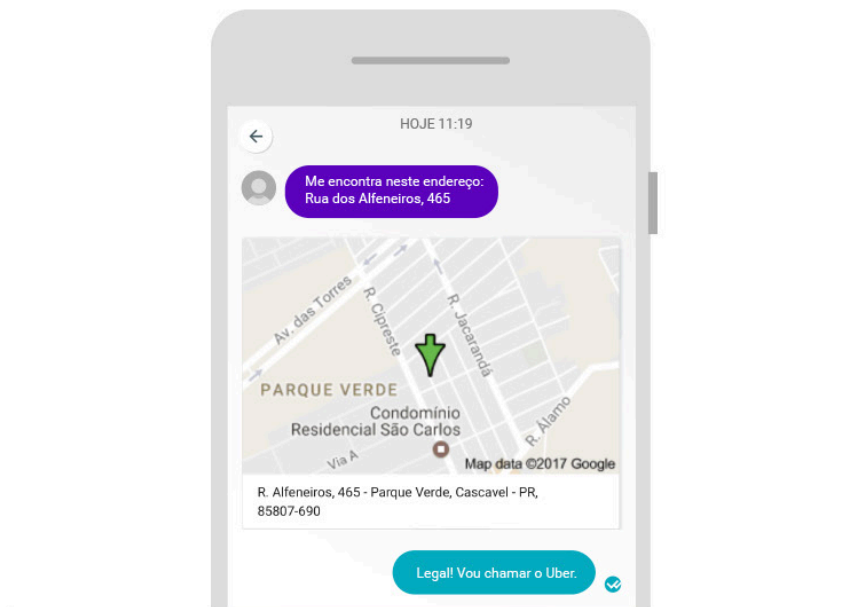 HOJE 11:19
Me encontra neste endereço:
Rua dos Alfeneiros, 465
Av. das Torres
R. Cipreste
R. Jacarandá
PARQUE VERDE
Condomínio
Residencial São Carlos
R. Álamo
Via A
Map data ©2017 Google
R. Alfeneiros, 465 - Parque Verde, Cascavel - PR,
85807-690
Legal! Vou chamar o Uber.